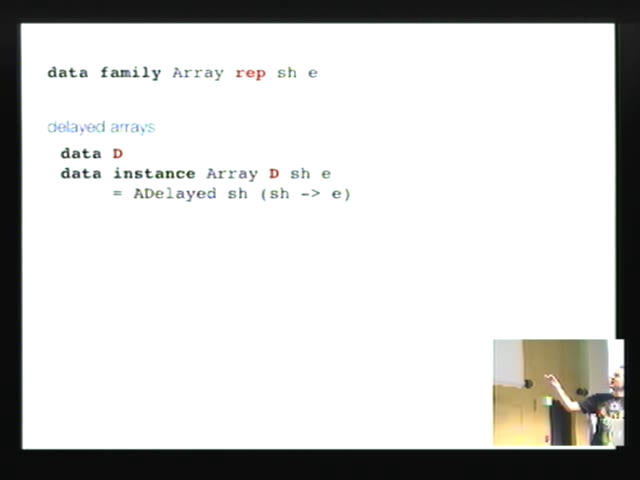 data family Array rep sh e
delayed arrays
data D
data instance Array D sh e
= ADelayed sh (sh -> e)